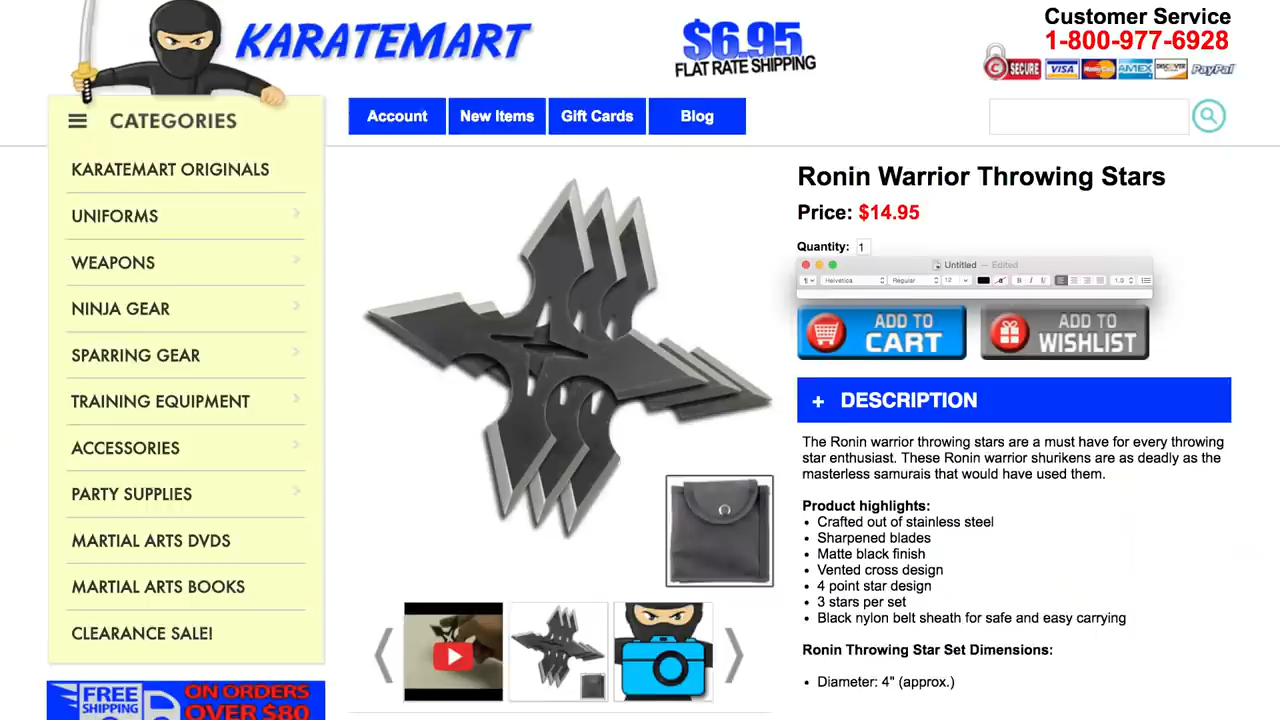 KARATEMART
$6.95
FLAT RATE SHIPPING
Customer Service
1-800-977-6928
SECURE VISA MasterCard AMEX DISCOVER PayPal
CATEGORIES
Account New Items Gift Cards Blog
KARATEMART ORIGINALS
UNIFORMS
WEAPONS
NINJA GEAR
SPARRING GEAR
TRAINING EQUIPMENT
ACCESSORIES
PARTY SUPPLIES
MARTIAL ARTS DVDS
MARTIAL ARTS BOOKS
CLEARANCE SALE!
FREE
SHIPPING
ON ORDERS
OVER $80
Ronin Warrior Throwing Stars
Price: $14.95
Quantity: 1
Untitled — Edited
¶ Helvetica Regular 12 a B I U 1.0
ADD TO
CART
ADD TO
WISHLIST
+ DESCRIPTION
The Ronin warrior throwing stars are a must have for every throwing
star enthusiast. These Ronin warrior shurikens are as deadly as the
masterless samurais that would have used them.
Product highlights:
• Crafted out of stainless steel
• Sharpened blades
• Matte black finish
• Vented cross design
• 4 point star design
• 3 stars per set
• Black nylon belt sheath for safe and easy carrying
Ronin Throwing Star Set Dimensions:
• Diameter: 4" (approx.)